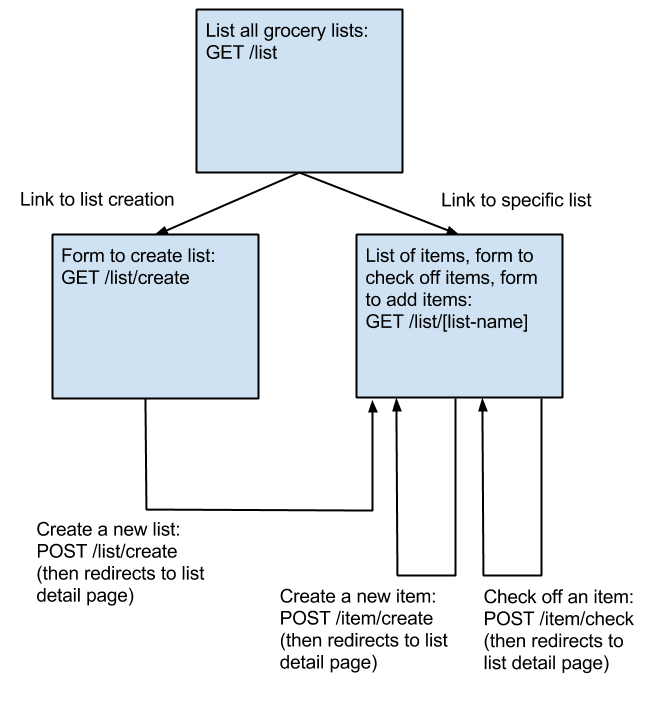 List all grocery lists:
GET /list
Link to list creation
Link to specific list
Form to create list:
GET /list/create
List of items, form to
check off items, form
to add items:
GET /list/[list-name]
Create a new list:
POST /list/create
(then redirects to list
detail page)
Create a new item:
POST /item/create
(then redirects to list
detail page)
Check off an item:
POST /item/check
(then redirects to
list detail page)